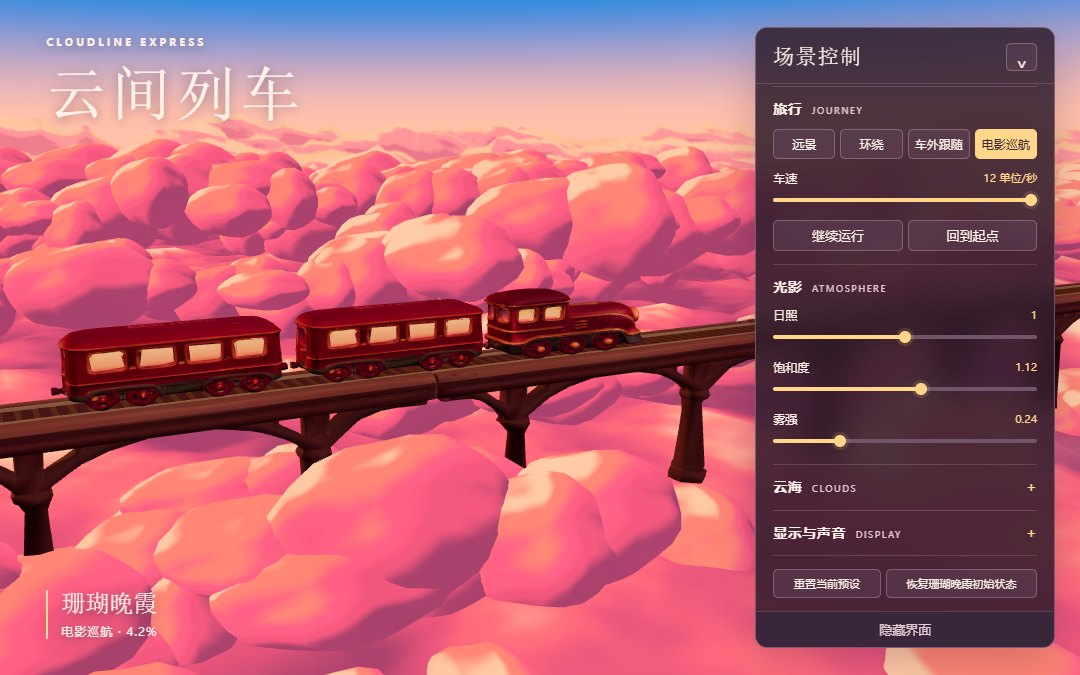 CLOUDLINE EXPRESS
云间列车
场景控制
v
旅行 JOURNEY
远景 环绕 车外跟随 电影巡航
车速 12 单位/秒
继续运行 回到起点
光影 ATMOSPHERE
日照 1
饱和度 1.12
雾强 0.24
云海 CLOUDS +
显示与声音 DISPLAY +
重置当前预设 恢复珊瑚晚霞初始状态
隐藏界面
珊瑚晚霞
电影巡航 · 4.2%